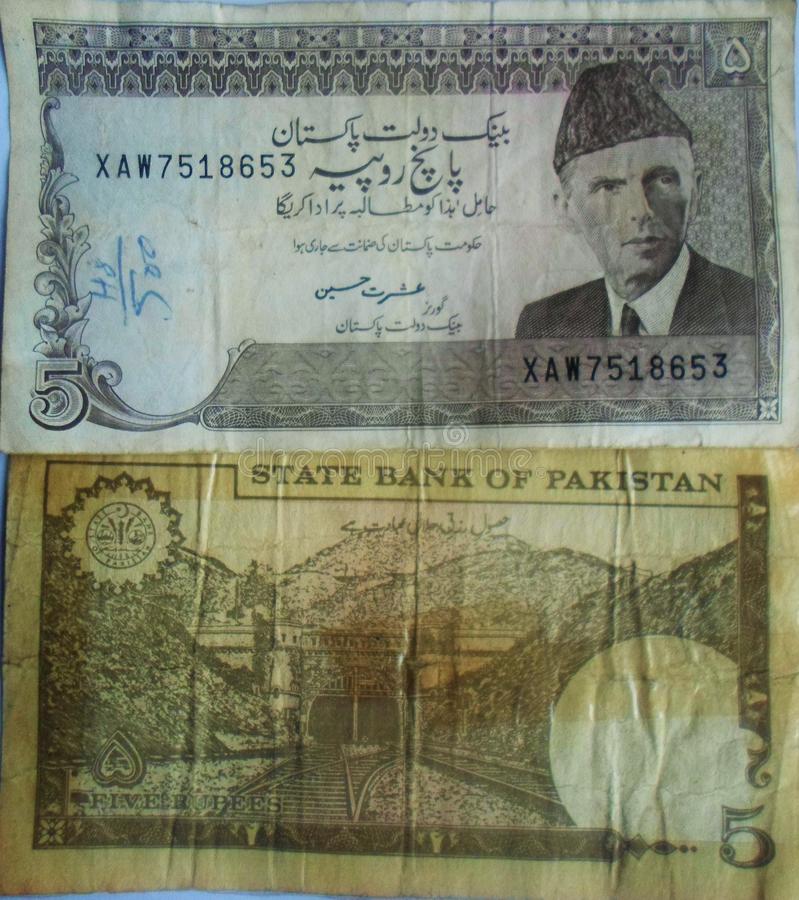 ۵
بینک دولت پاکستان
XAW7518653
پانچ روپیہ
حامل ہٰذا کو مطالبہ پر ادا کریگا
حکومت پاکستان کی ضمانت سے جاری ہوا
عشرت حسین
گورنر
بینک دولت پاکستان
XAW7518653
5
dreamstime
STATE BANK OF PAKISTAN
حصول رزق حلال عبادت ہے
۵
FIVE RUPEES
5